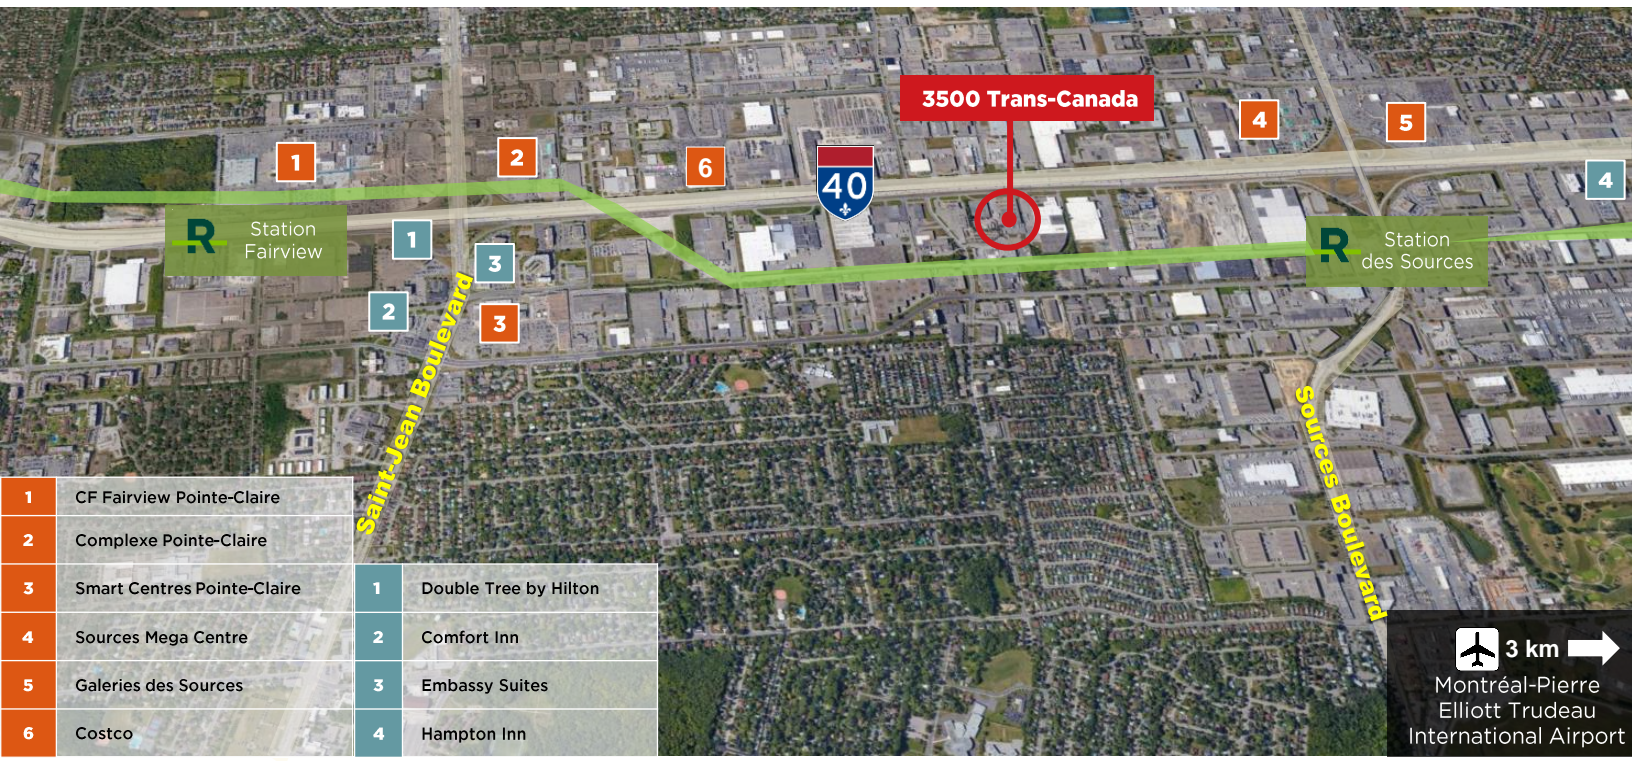 3500 Trans-Canada
4
5
1
2
6
40
4
R
Station
Fairview
1
3
R
Station
des Sources
2
3
Saint-Jean Boulevard
Sources Boulevard
1 CF Fairview Pointe-Claire
2 Complexe Pointe-Claire
3 Smart Centres Pointe-Claire
4 Sources Mega Centre
5 Galeries des Sources
6 Costco
1 Double Tree by Hilton
2 Comfort Inn
3 Embassy Suites
4 Hampton Inn
3 km
Montréal-Pierre
Elliott Trudeau
International Airport